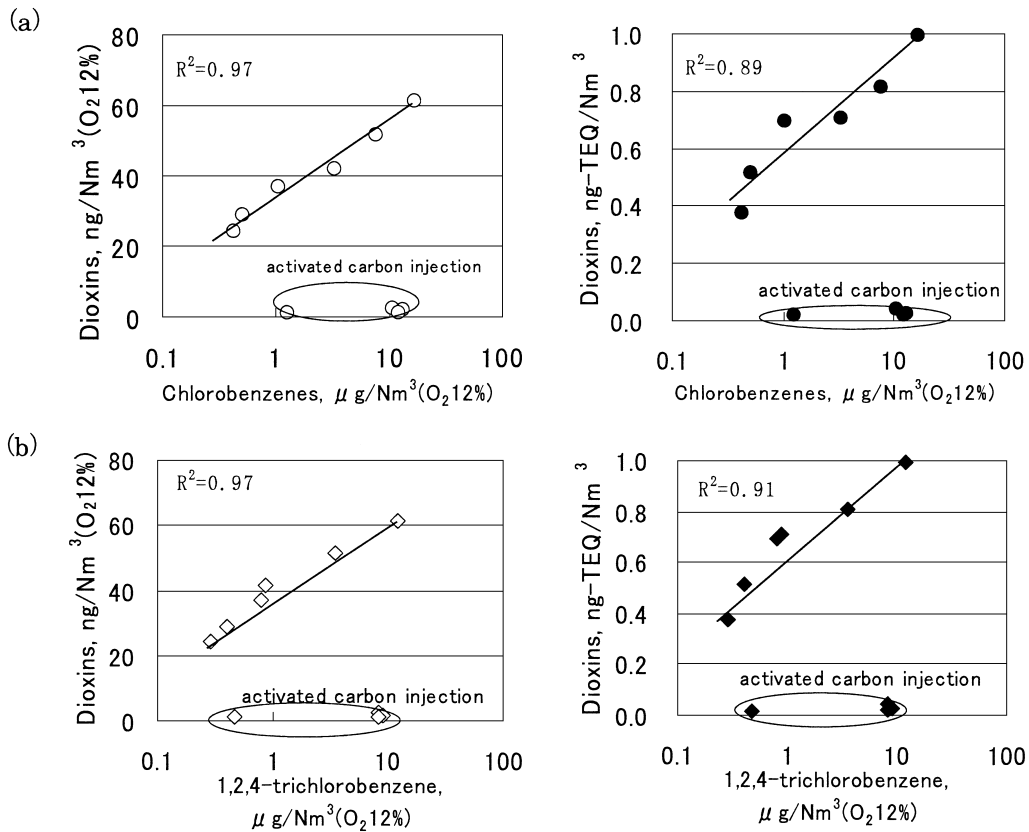 (a)
Dioxins, ng/Nm³(O₂12%)
80
60
40
20
0
R²=0.97
activated carbon injection
0.1 1 10 100
Chlorobenzenes, μg/Nm³(O₂12%)
Dioxins, ng-TEQ/Nm³
1.0
0.8
0.6
0.4
0.2
0.0
R²=0.89
activated carbon injection
0.1 1 10 100
Chlorobenzenes, μg/Nm³(O₂12%)
(b)
Dioxins, ng/Nm³(O₂12%)
80
60
40
20
0
R²=0.97
activated carbon injection
0.1 1 10 100
1,2,4-trichlorobenzene,
μg/Nm³(O₂12%)
Dioxins, ng-TEQ/Nm³
1.0
0.8
0.6
0.4
0.2
0.0
R²=0.91
activated carbon injection
0.1 1 10 100
1,2,4-trichlorobenzene,
μg/Nm³(O₂12%)